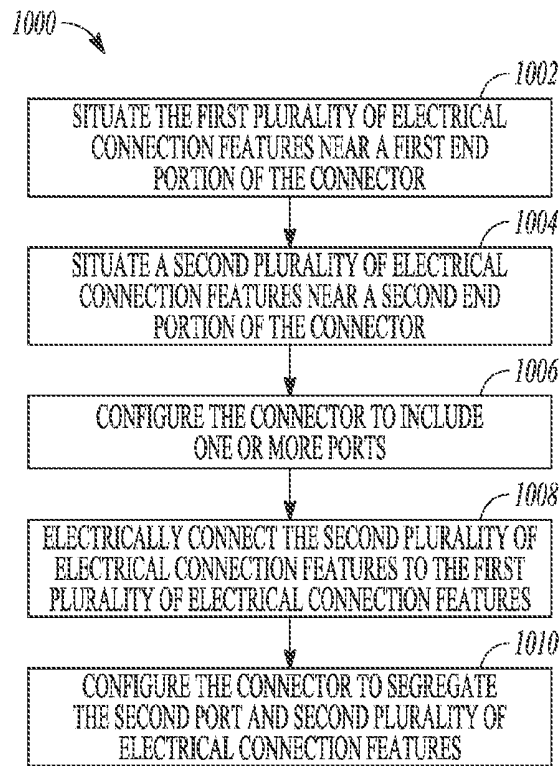 1000
1002
SITUATE THE FIRST PLURALITY OF ELECTRICAL
CONNECTION FEATURES NEAR A FIRST END
PORTION OF THE CONNECTOR
1004
SITUATE A SECOND PLURALITY OF ELECTRICAL
CONNECTION FEATURES NEAR A SECOND END
PORTION OF THE CONNECTOR
1006
CONFIGURE THE CONNECTOR TO INCLUDE
ONE OR MORE PORTS
1008
ELECTRICALLY CONNECT THE SECOND PLURALITY OF
ELECTRICAL CONNECTION FEATURES TO THE FIRST
PLURALITY OF ELECTRICAL CONNECTION FEATURES
1010
CONFIGURE THE CONNECTOR TO SEGREGATE
THE SECOND PORT AND SECOND PLURALITY OF
ELECTRICAL CONNECTION FEATURES